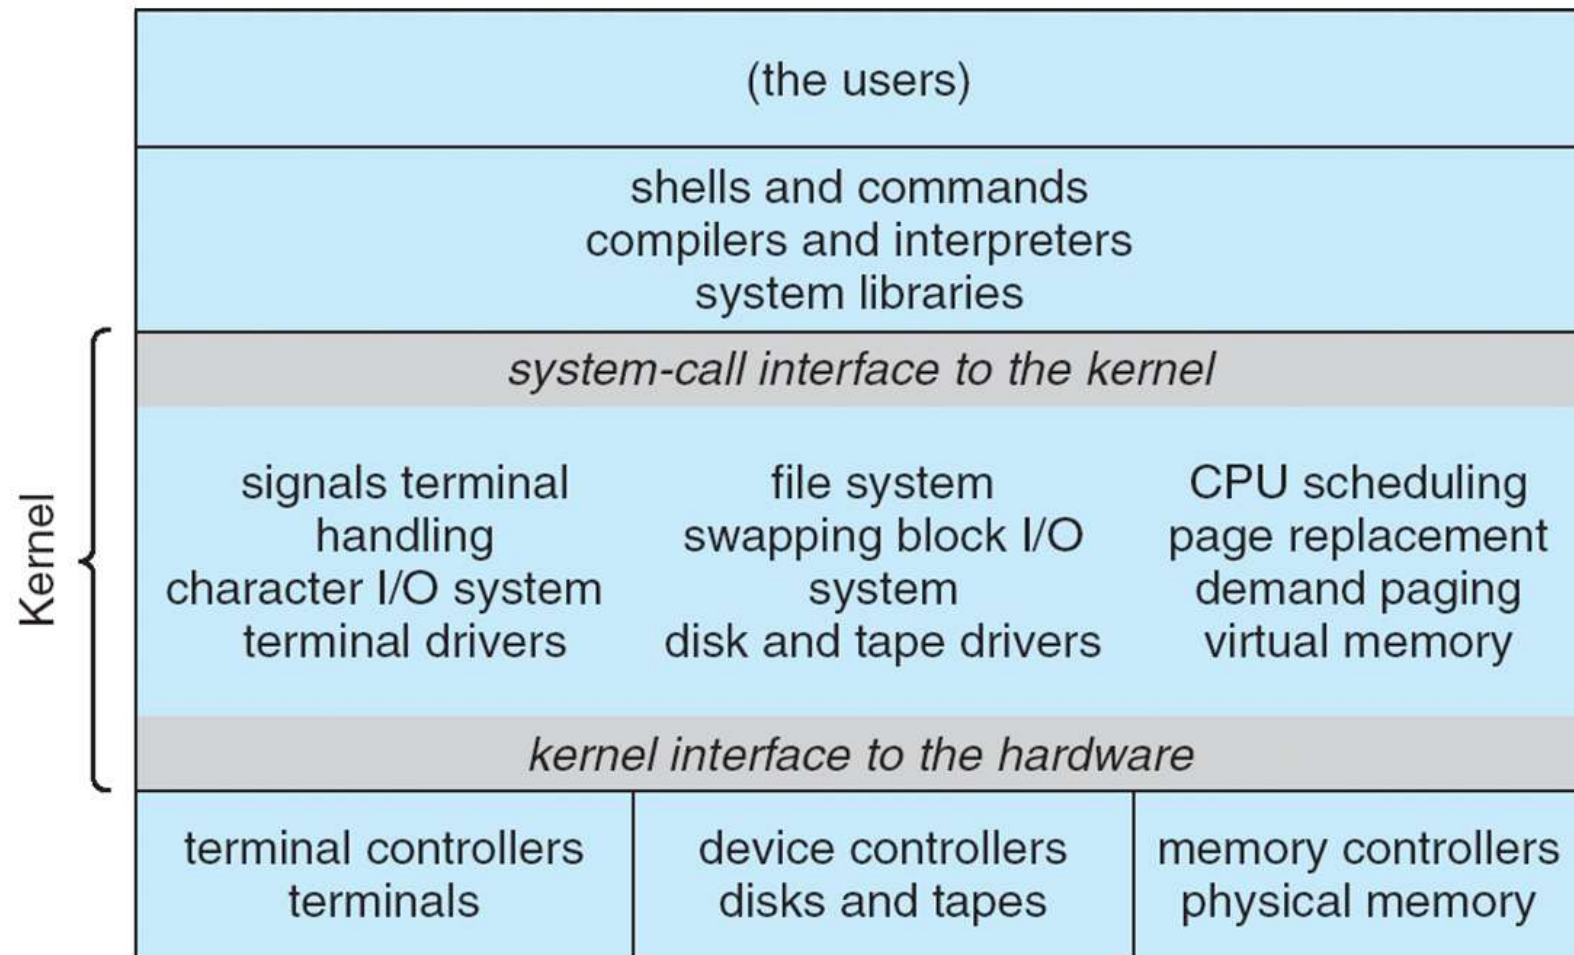 (the users)
shells and commands
compilers and interpreters
system libraries
Kernel
system-call interface to the kernel
signals terminal
handling
character I/O system
terminal drivers
file system
swapping block I/O
system
disk and tape drivers
CPU scheduling
page replacement
demand paging
virtual memory
kernel interface to the hardware
terminal controllers
terminals
device controllers
disks and tapes
memory controllers
physical memory